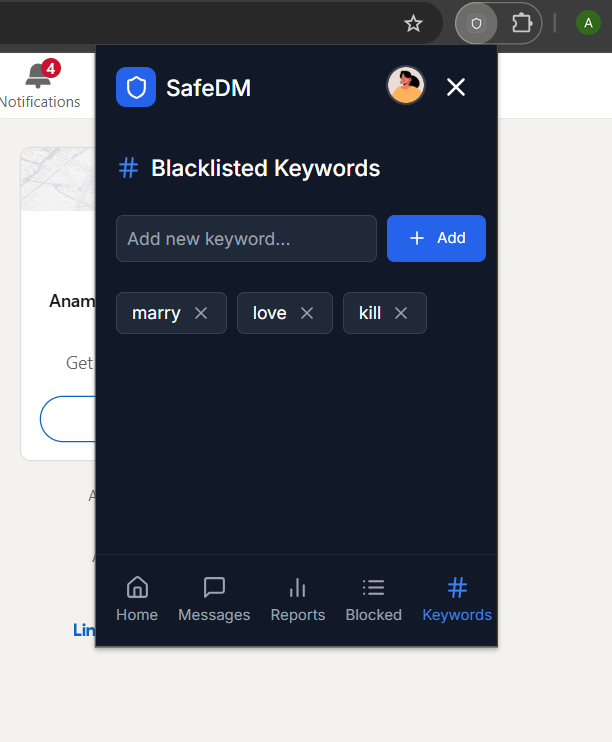 A
4
Notifications
SafeDM
# Blacklisted Keywords
Add new keyword...
+ Add
marry
love
kill
Anam
Get
A
A
Lin
Home
Messages
Reports
Blocked
# Keywords